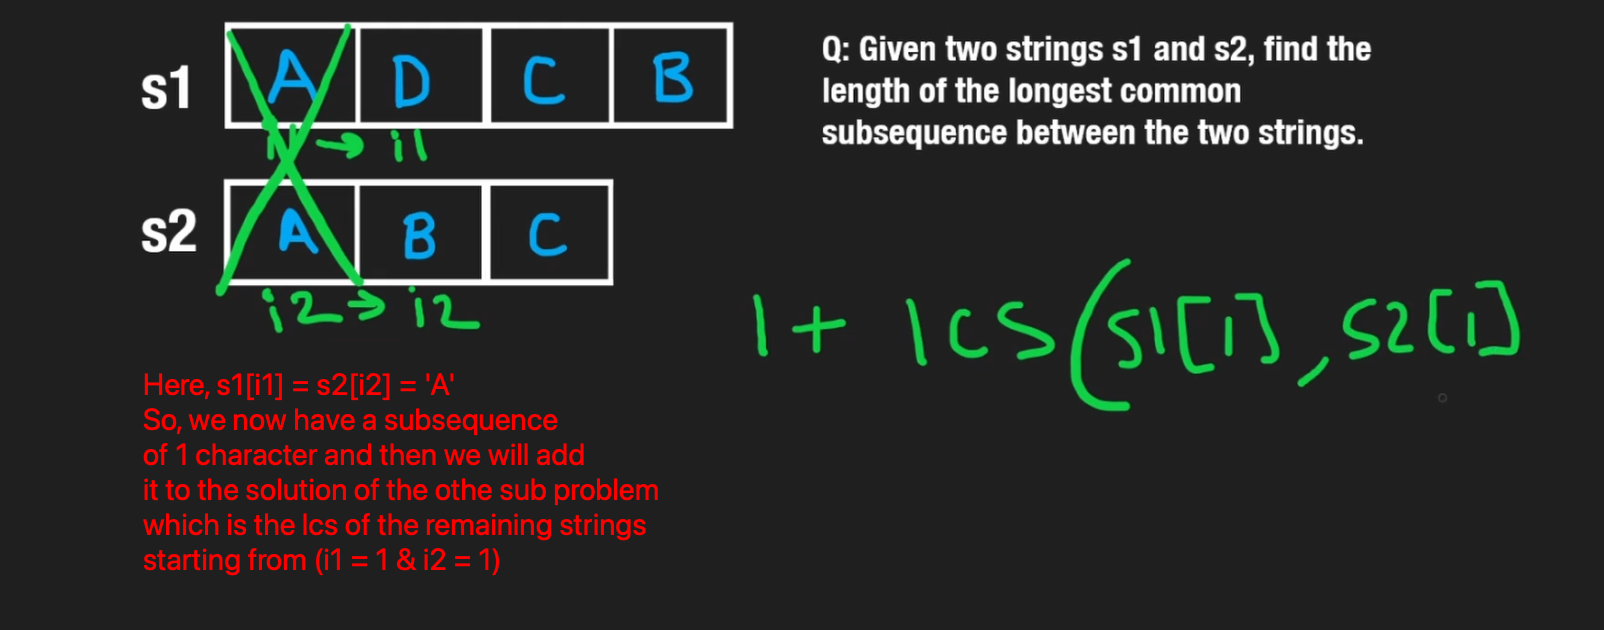 s1 A D C B
i1 → i1
s2 A B C
i2 → i2
Q: Given two strings s1 and s2, find the
length of the longest common
subsequence between the two strings.
1 + lcs(s1[1], s2[1]
Here, s1[i1] = s2[i2] = 'A'
So, we now have a subsequence
of 1 character and then we will add
it to the solution of the othe sub problem
which is the lcs of the remaining strings
starting from (i1 = 1 & i2 = 1)